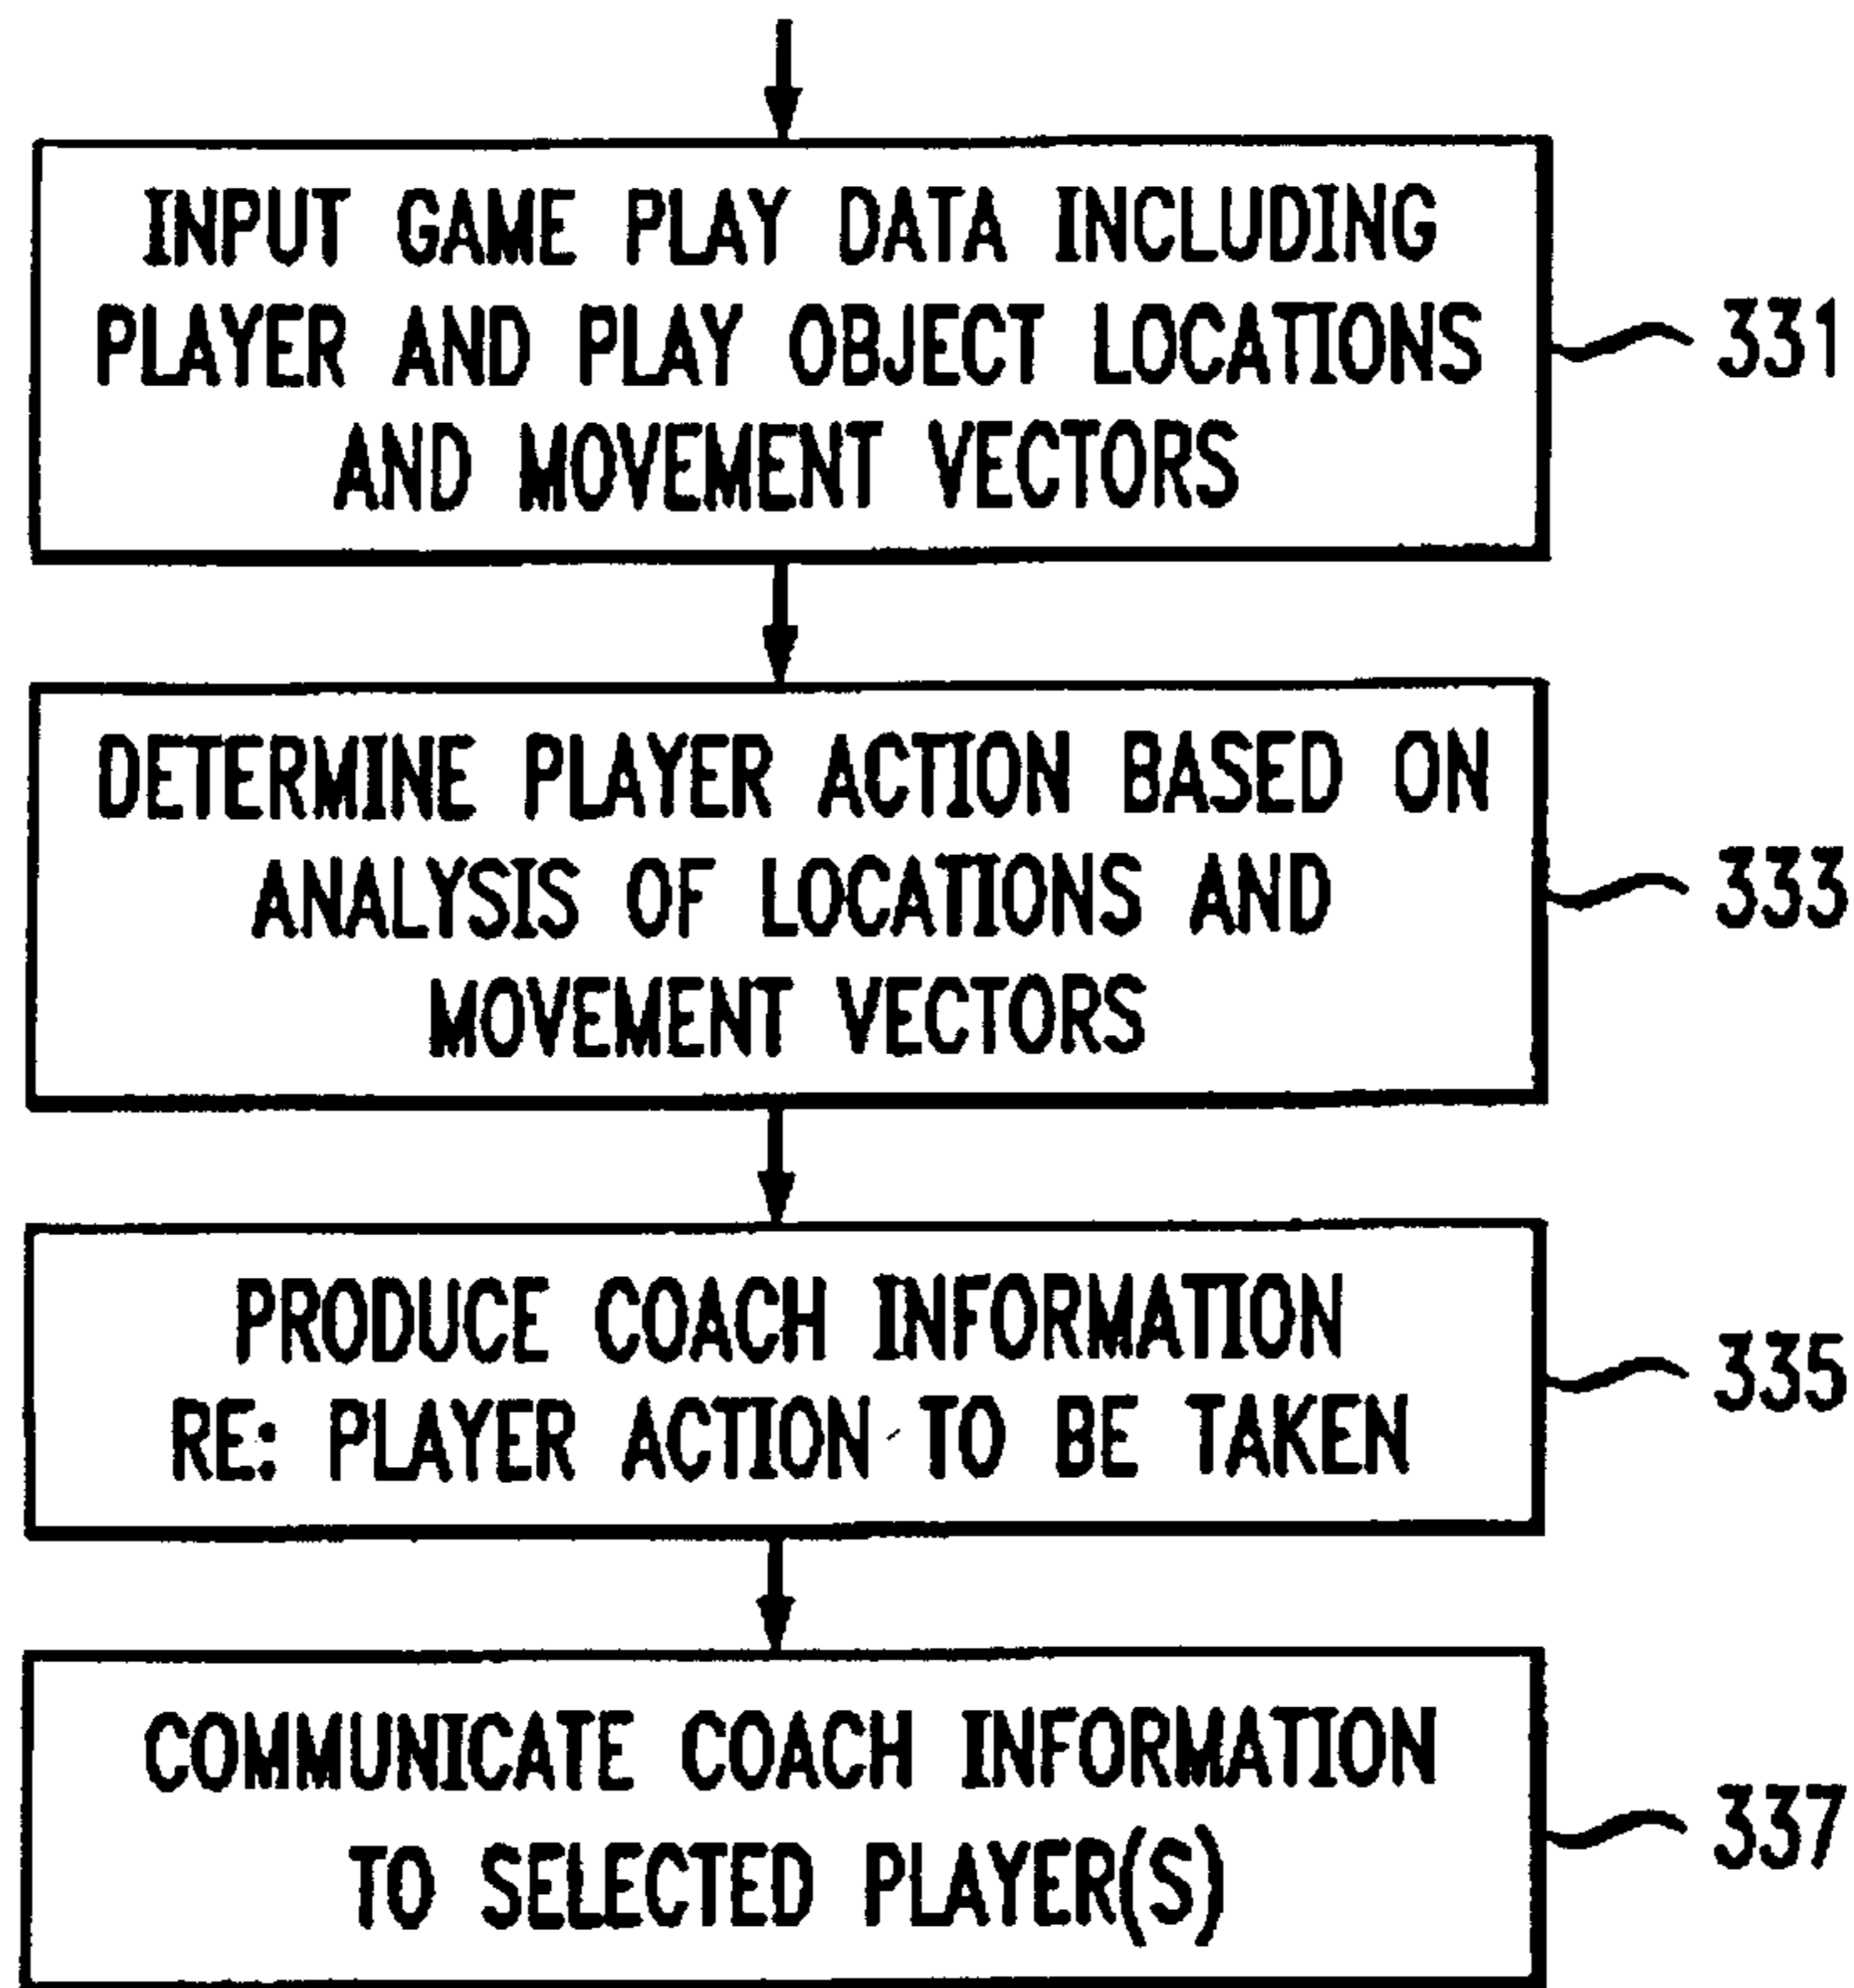 INPUT GAME PLAY DATA INCLUDING
PLAYER AND PLAY OBJECT LOCATIONS
AND MOVEMENT VECTORS
331
DETERMINE PLAYER ACTION BASED ON
ANALYSIS OF LOCATIONS AND
MOVEMENT VECTORS
333
PRODUCE COACH INFORMATION
RE: PLAYER ACTION TO BE TAKEN
335
COMMUNICATE COACH INFORMATION
TO SELECTED PLAYER(S)
337